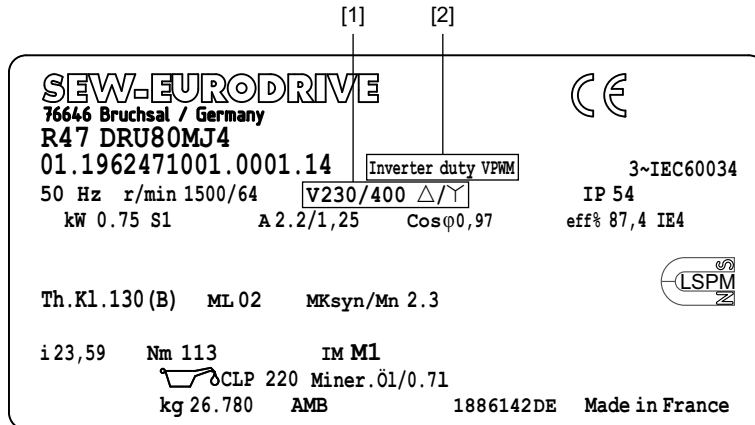 [1] [2]
SEW-EURODRIVE CE
76646 Bruchsal / Germany
R47 DRU80MJ4
01.1962471001.0001.14 Inverter duty VPWM 3~IEC60034
50 Hz r/min 1500/64 V230/400 △/Y IP 54
kW 0.75 S1 A 2.2/1,25 Cosφ0,97 eff% 87,4 IE4
LSPM N S
Th.Kl.130(B) ML 02 MKsyn/Mn 2.3
i 23,59 Nm 113 IM M1
CLP 220 Miner.Öl/0.7l
kg 26.780 AMB 1886142DE Made in France